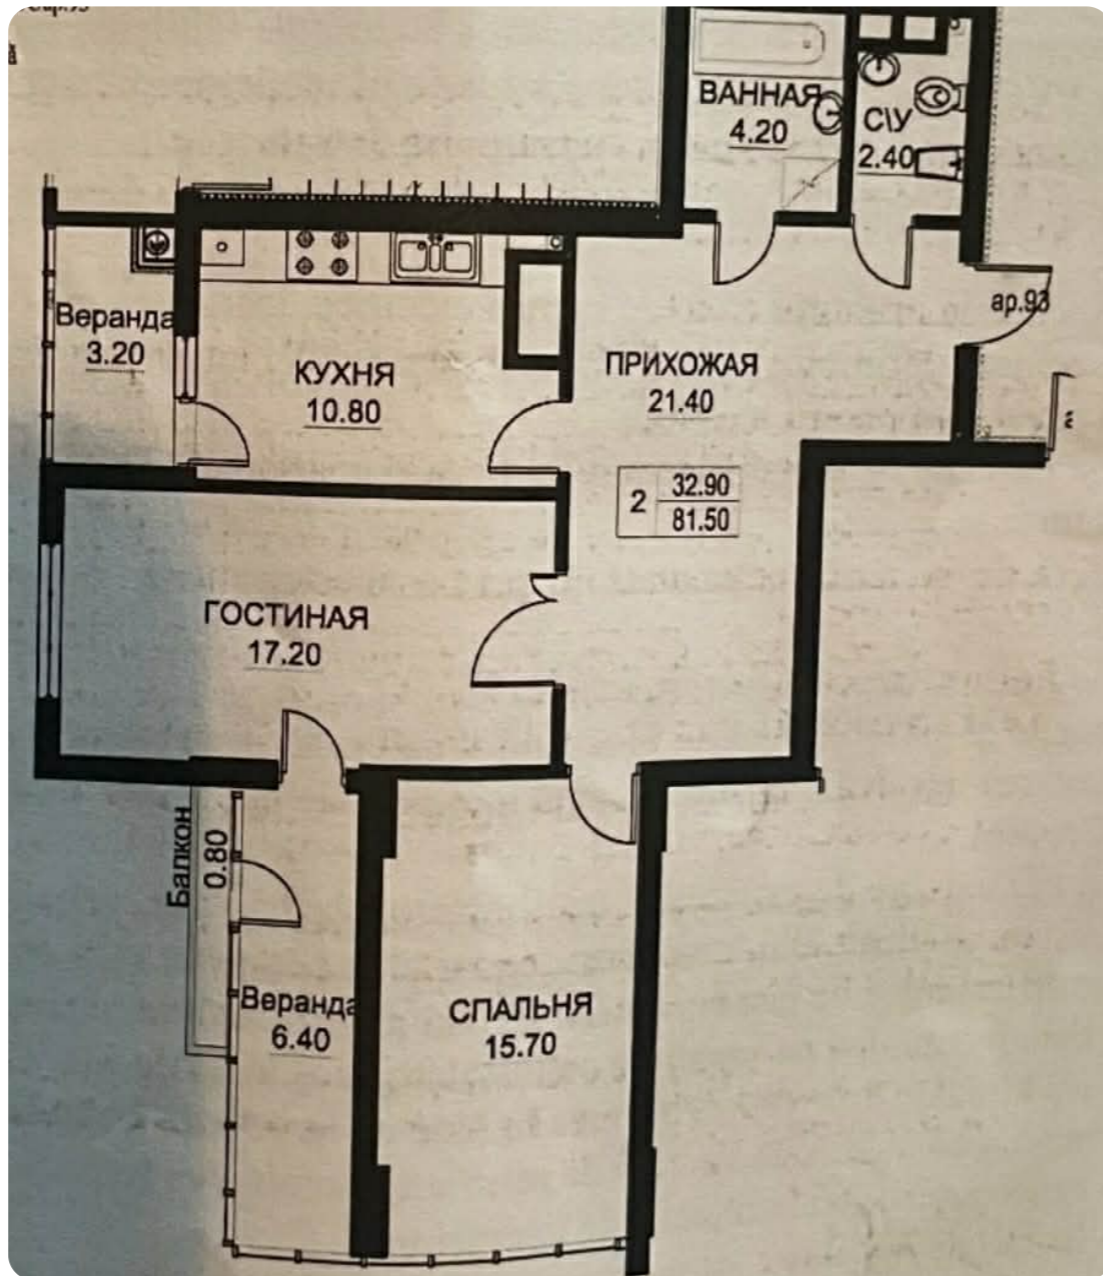 ВАННАЯ
4.20
С\У
2.40
Веранда
3.20
КУХНЯ
10.80
ПРИХОЖАЯ
21.40
ap.93
2
32.90
81.50
ГОСТИНАЯ
17.20
Балкон
0.80
Веранда
6.40
СПАЛЬНЯ
15.70